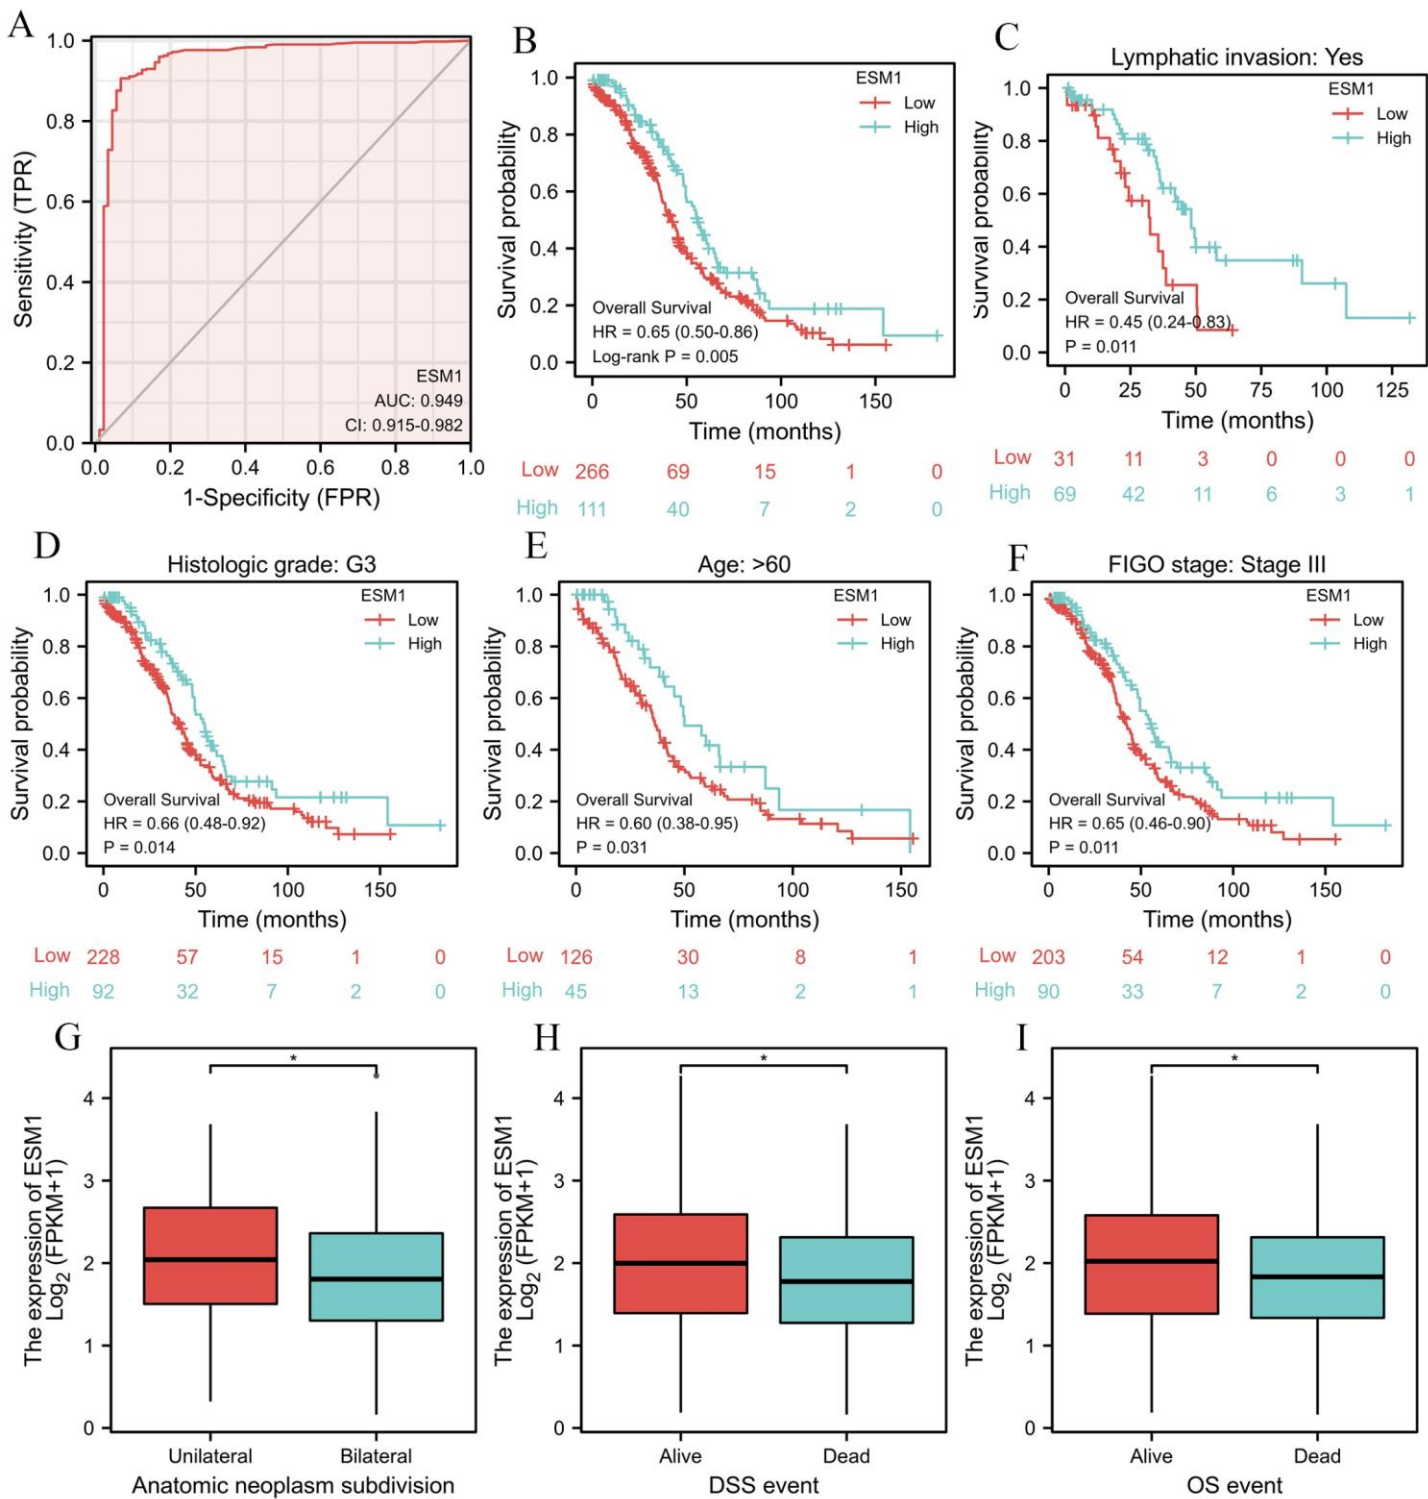 A
1.0
0.8
0.6
0.4
0.2
0.0
Sensitivity (TPR)
ESM1
AUC: 0.949
CI: 0.915-0.982
0.0 0.2 0.4 0.6 0.8 1.0
1-Specificity (FPR)
B
1.0
0.8
0.6
0.4
0.2
0.0
Survival probability
ESM1
Low
High
Overall Survival
HR = 0.65 (0.50-0.86)
Log-rank P = 0.005
0 50 100 150
Time (months)
Low 266 69 15 1 0
High 111 40 7 2 0
C
Lymphatic invasion: Yes
1.0
0.8
0.6
0.4
0.2
0.0
Survival probability
ESM1
Low
High
Overall Survival
HR = 0.45 (0.24-0.83)
P = 0.011
0 25 50 75 100 125
Time (months)
Low 31 11 3 0 0 0
High 69 42 11 6 3 1
D
Histologic grade: G3
1.0
0.8
0.6
0.4
0.2
0.0
Survival probability
ESM1
Low
High
Overall Survival
HR = 0.66 (0.48-0.92)
P = 0.014
0 50 100 150
Time (months)
Low 228 57 15 1 0
High 92 32 7 2 0
E
Age: >60
1.0
0.8
0.6
0.4
0.2
0.0
Survival probability
ESM1
Low
High
Overall Survival
HR = 0.60 (0.38-0.95)
P = 0.031
0 50 100 150
Time (months)
Low 126 30 8 1
High 45 13 2 1
F
FIGO stage: Stage III
1.0
0.8
0.6
0.4
0.2
0.0
Survival probability
ESM1
Low
High
Overall Survival
HR = 0.65 (0.46-0.90)
P = 0.011
0 50 100 150
Time (months)
Low 203 54 12 1 0
High 90 33 7 2 0
G
*
4
3
2
1
0
The expression of ESM1
Log2 (FPKM+1)
Unilateral Bilateral
Anatomic neoplasm subdivision
H
*
4
3
2
1
0
The expression of ESM1
Log2 (FPKM+1)
Alive Dead
DSS event
I
*
4
3
2
1
0
The expression of ESM1
Log2 (FPKM+1)
Alive Dead
OS event